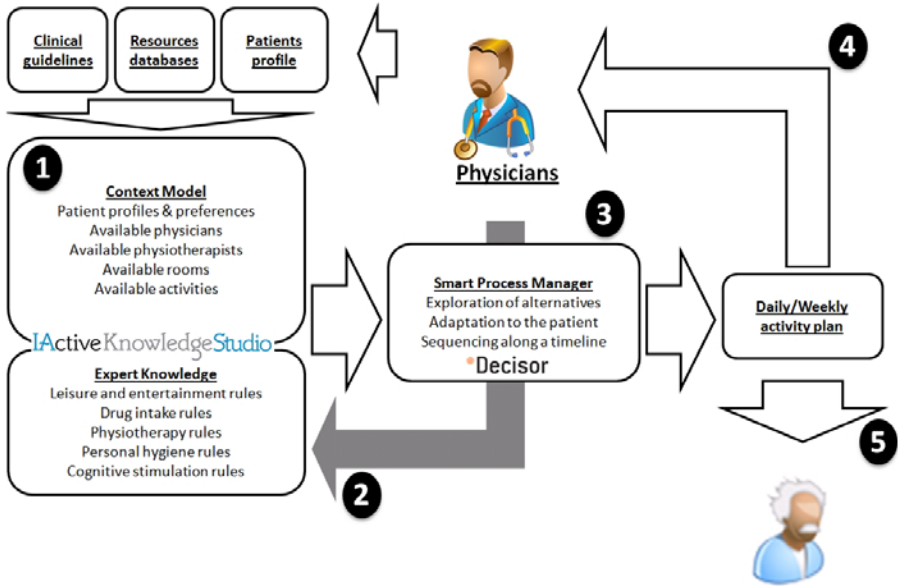 Clinical
guidelines
Resources
databases
Patients
profile
4
1
Context Model
Patient profiles & preferences
Available physicians
Available physiotherapists
Available rooms
Available activities
Physicians
3
Smart Process Manager
Exploration of alternatives
Adaptation to the patient
Sequencing along a timeline
Decisor
Daily/Weekly
activity plan
IActiveKnowledgeStudio
Expert Knowledge
Leisure and entertainment rules
Drug intake rules
Physiotherapy rules
Personal hygiene rules
Cognitive stimulation rules
2
5